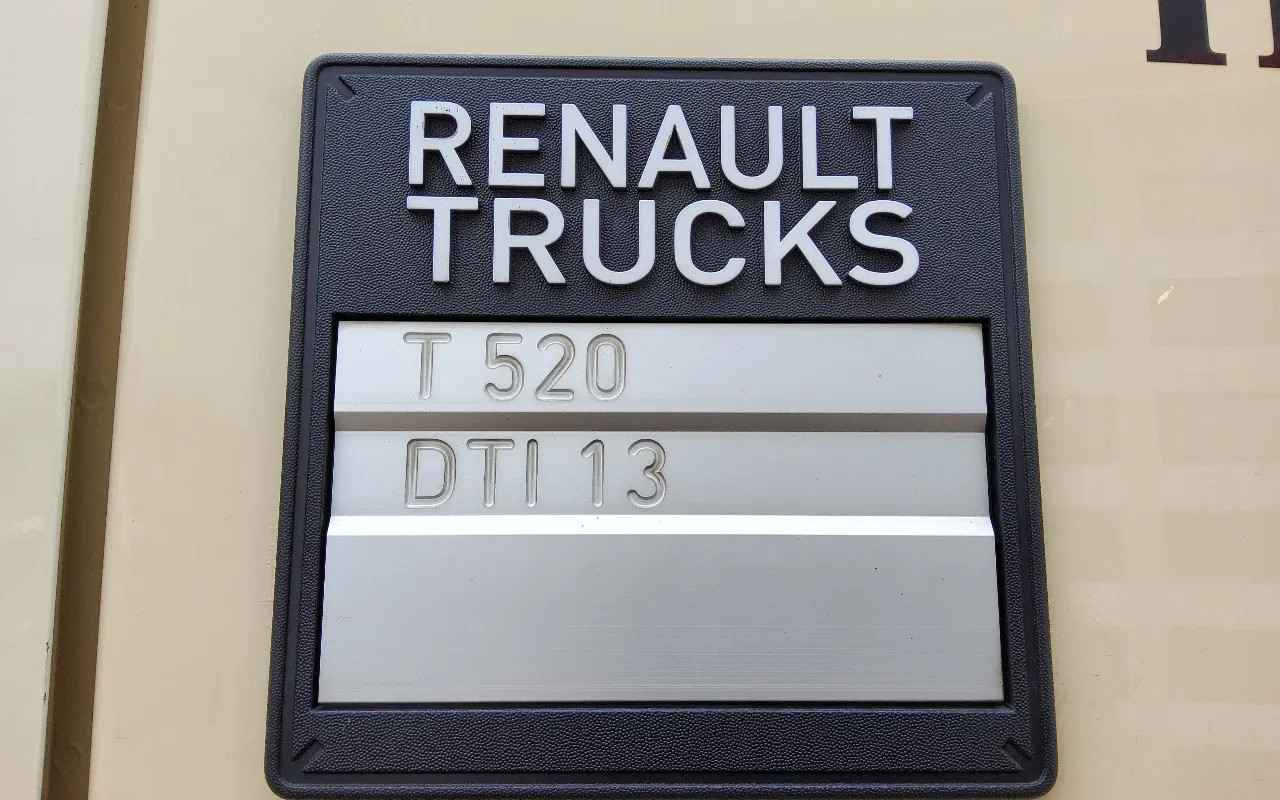 RENAULT
TRUCKS
T 520
DTI 13